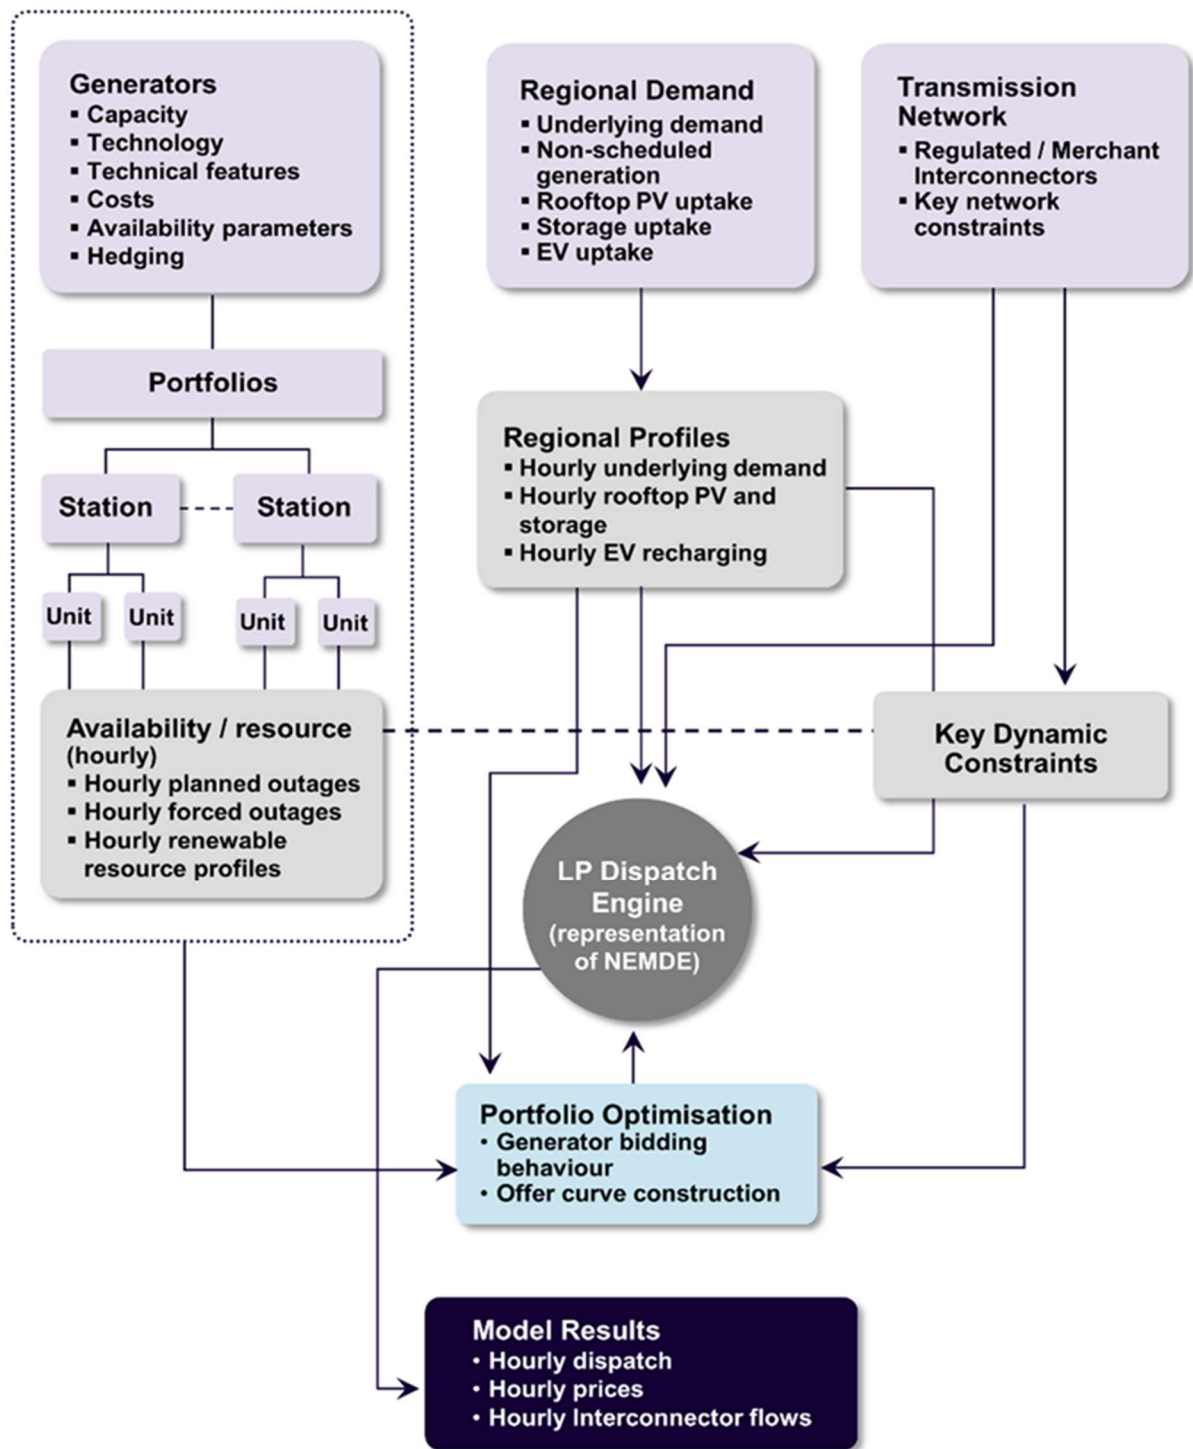 Generators
▪ Capacity
▪ Technology
▪ Technical features
▪ Costs
▪ Availability parameters
▪ Hedging
Regional Demand
▪ Underlying demand
▪ Non-scheduled
generation
▪ Rooftop PV uptake
▪ Storage uptake
▪ EV uptake
Transmission
Network
▪ Regulated / Merchant
Interconnectors
▪ Key network
constraints
Portfolios
Station
Station
Unit
Unit
Unit
Unit
Regional Profiles
▪ Hourly underlying demand
▪ Hourly rooftop PV and
storage
▪ Hourly EV recharging
Availability / resource
(hourly)
▪ Hourly planned outages
▪ Hourly forced outages
▪ Hourly renewable
resource profiles
Key Dynamic
Constraints
LP Dispatch
Engine
(representation
of NEMDE)
Portfolio Optimisation
• Generator bidding
behaviour
• Offer curve construction
Model Results
• Hourly dispatch
• Hourly prices
• Hourly Interconnector flows